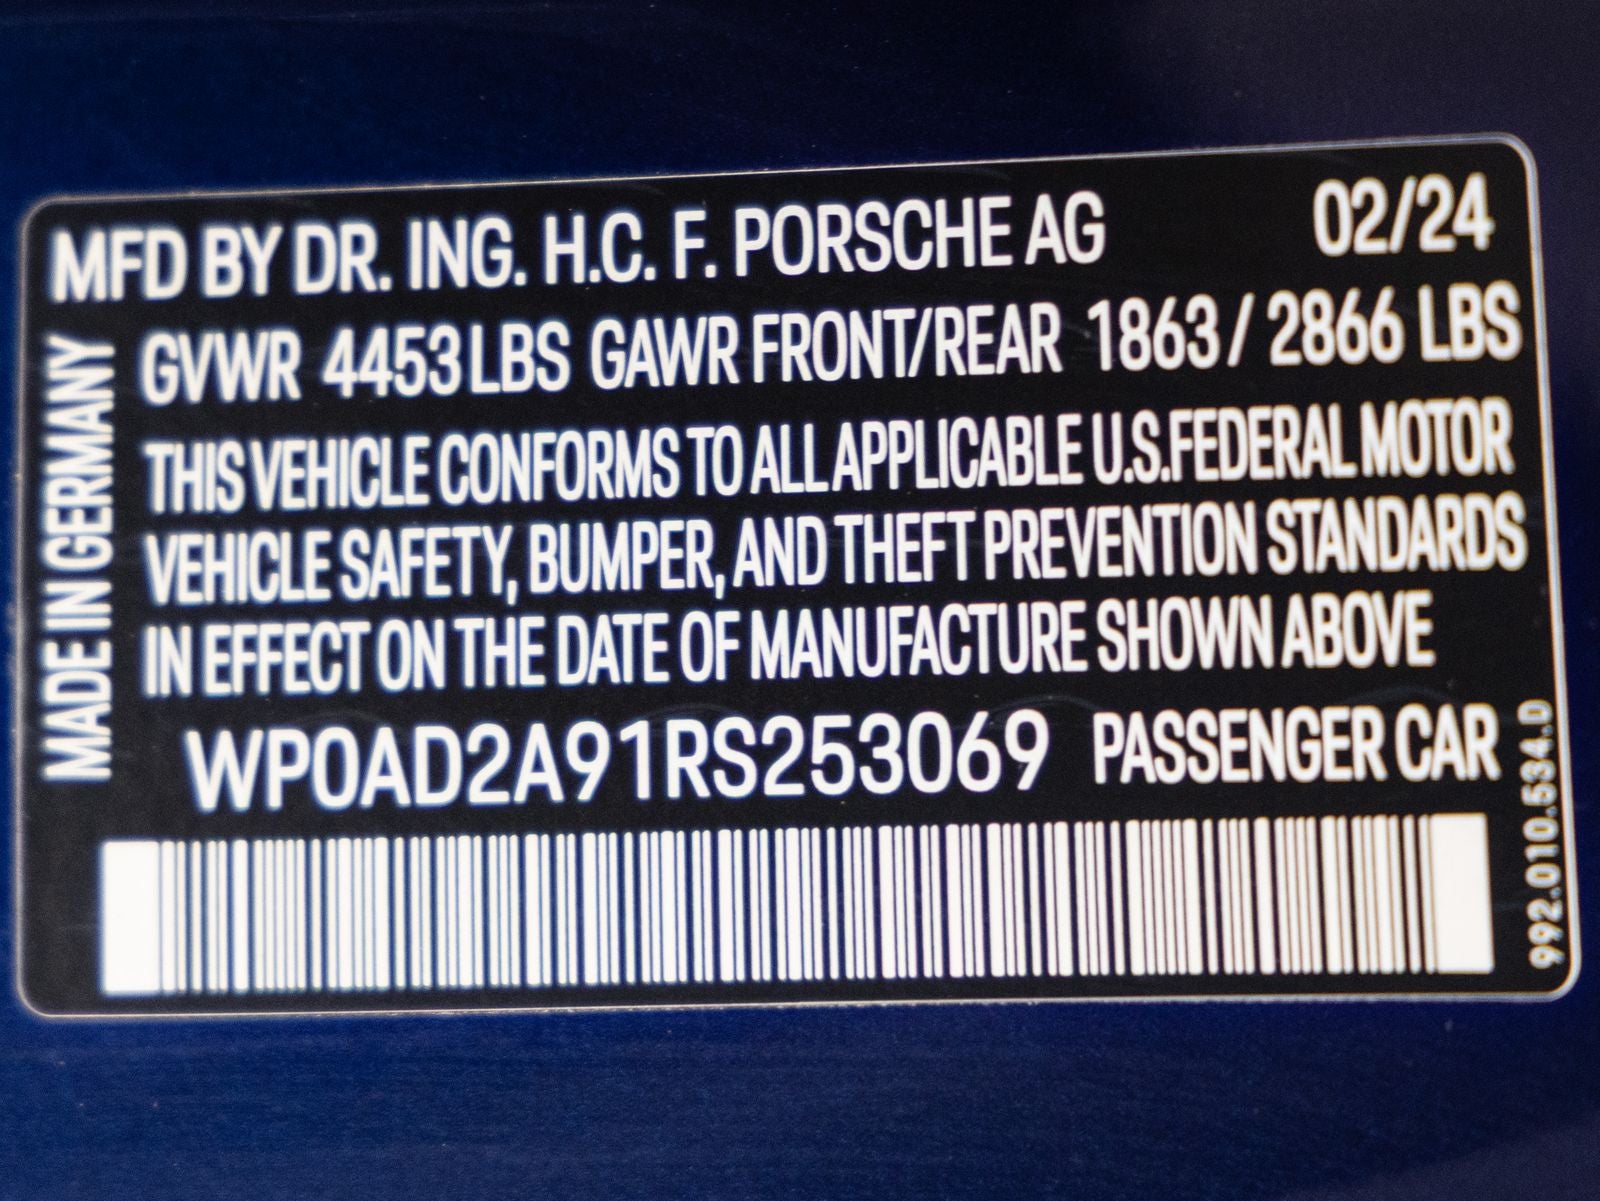 MFD BY DR. ING. H.C. F. PORSCHE AG 02/24
GVWR 4453LBS GAWR FRONT/REAR 1863/2866 LBS
THIS VEHICLE CONFORMS TO ALL APPLICABLE U.S.FEDERAL MOTOR
VEHICLE SAFETY, BUMPER, AND THEFT PREVENTION STANDARDS
IN EFFECT ON THE DATE OF MANUFACTURE SHOWN ABOVE
WP0AD2A91RS253069 PASSENGER CAR
MADE IN GERMANY
992.010.534.D